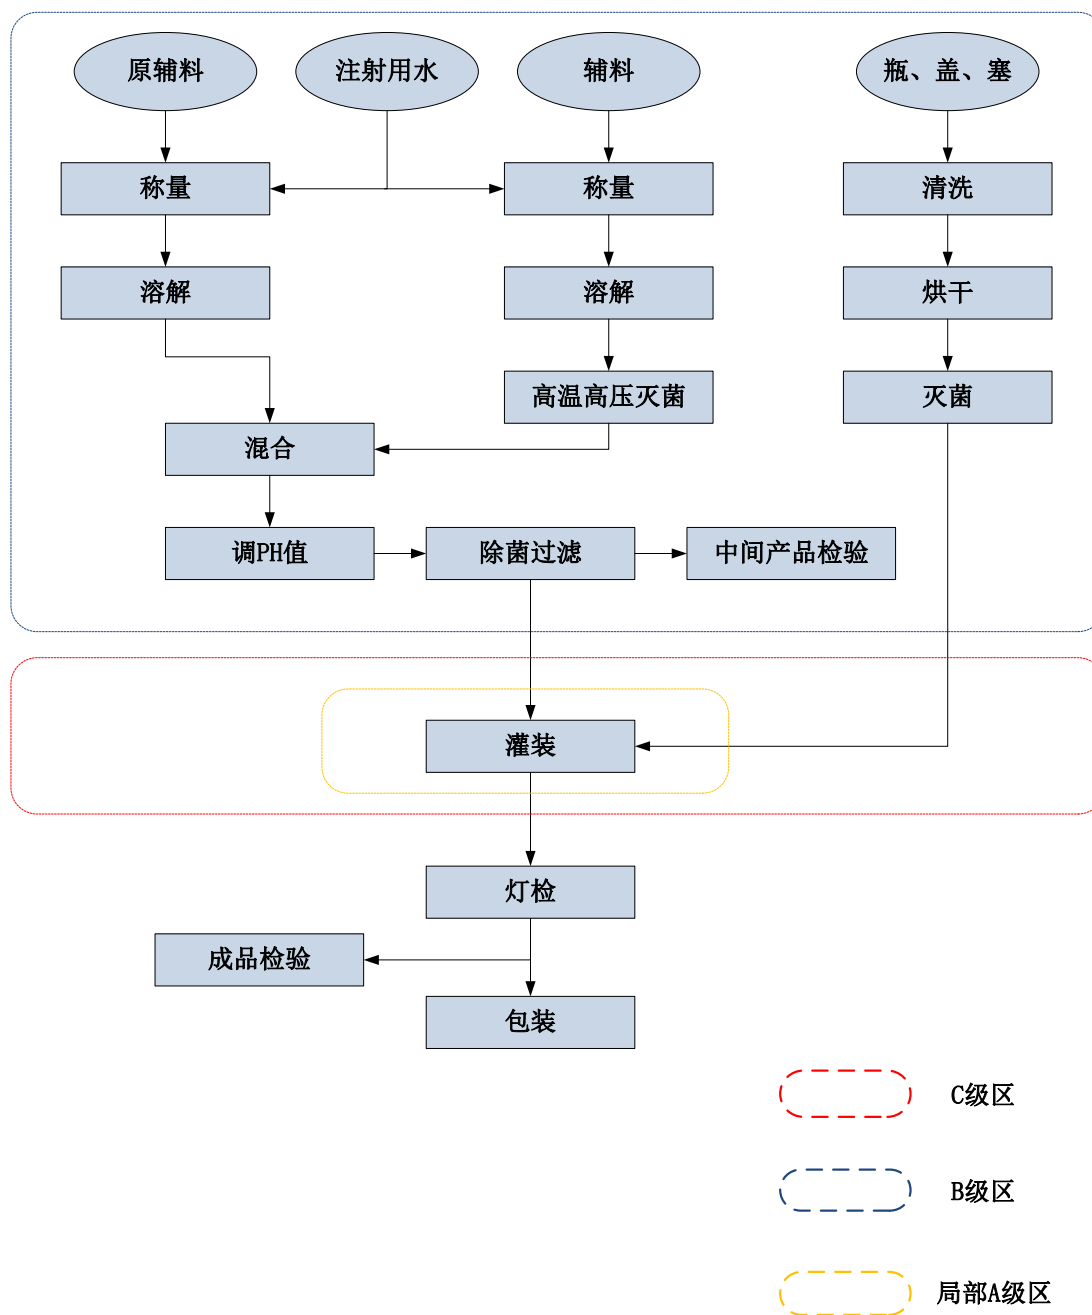 原辅料
注射用水
辅料
瓶、盖、塞
称量
称量
清洗
溶解
溶解
烘干
高温高压灭菌
灭菌
混合
调PH值
除菌过滤
中间产品检验
灌装
灯检
成品检验
包装
C级区
B级区
局部A级区